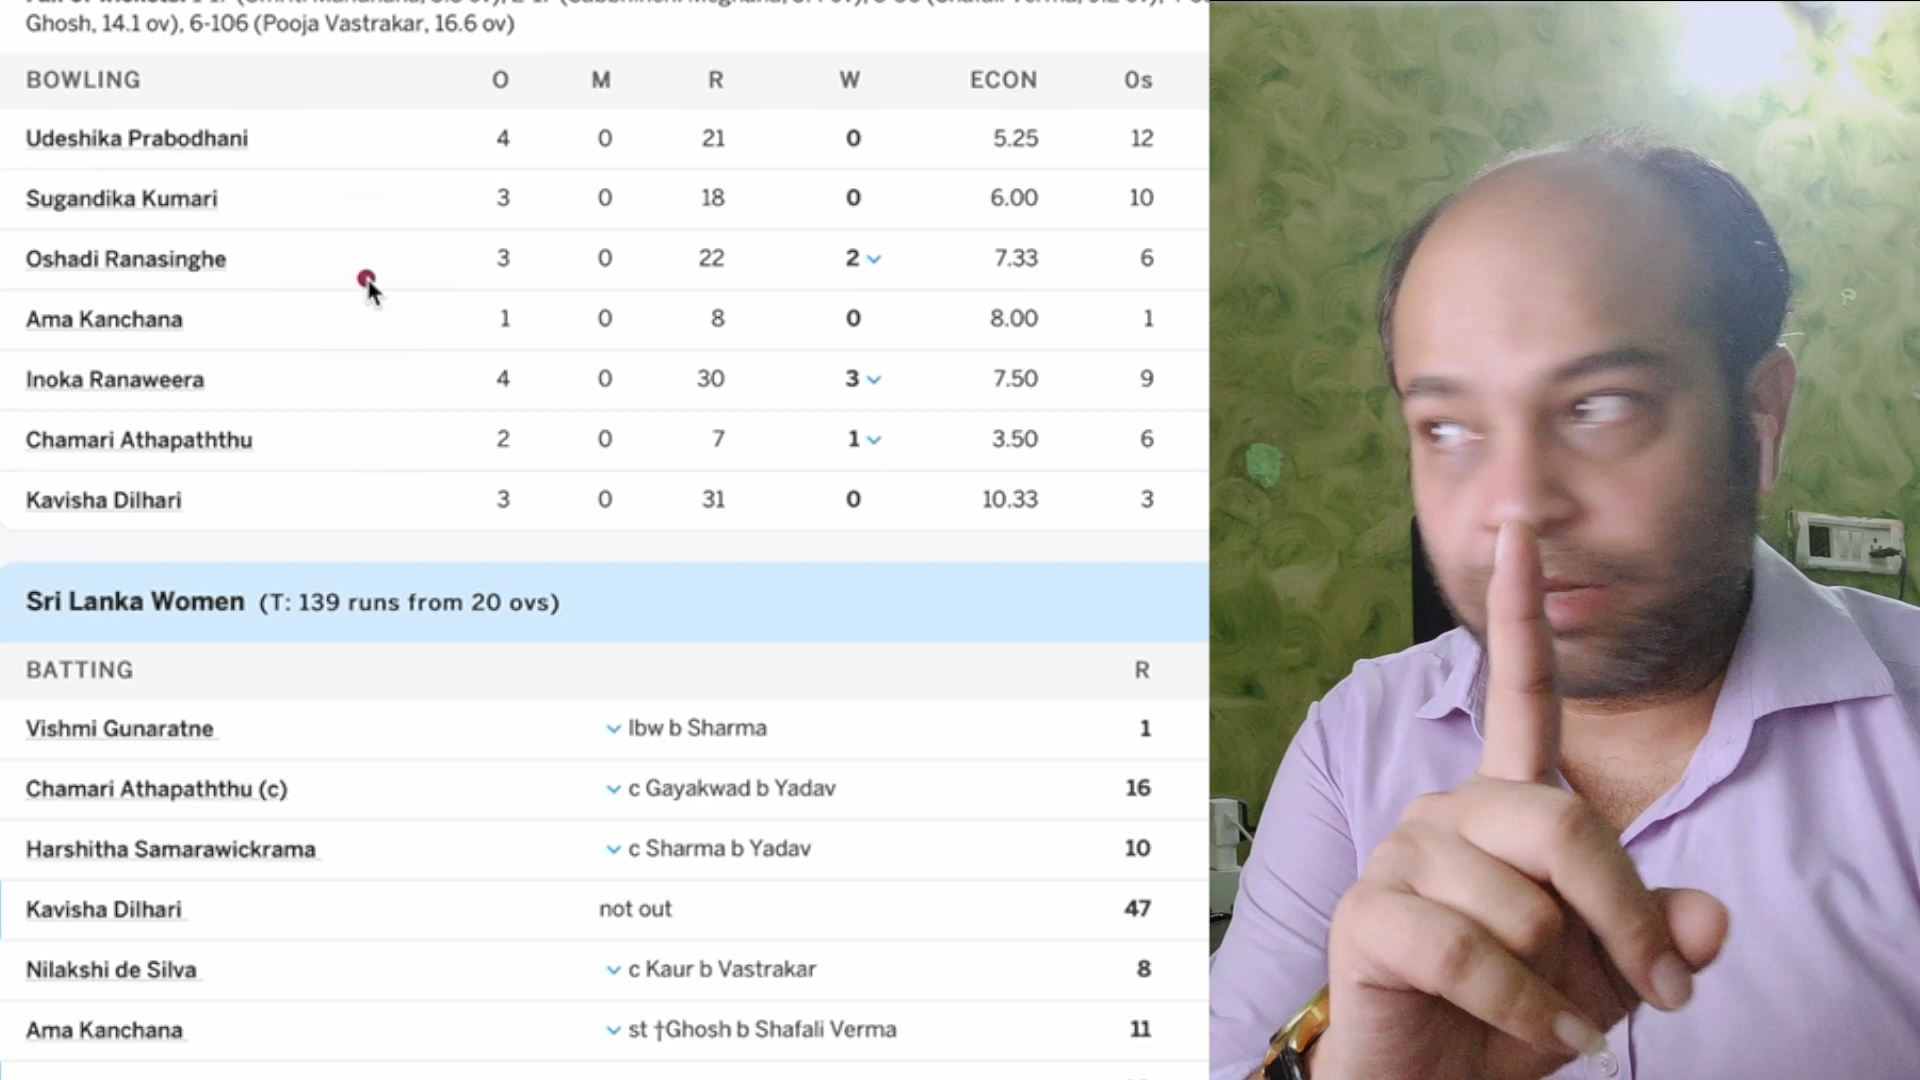 Ghosh, 14.1 ov), 6-106 (Pooja Vastrakar, 16.6 ov)
BOWLING O M R W ECON 0s
Udeshika Prabodhani 4 0 21 0 5.25 12
Sugandika Kumari 3 0 18 0 6.00 10
Oshadi Ranasinghe 3 0 22 2 7.33 6
Ama Kanchana 1 0 8 0 8.00 1
Inoka Ranaweera 4 0 30 3 7.50 9
Chamari Athapaththu 2 0 7 1 3.50 6
Kavisha Dilhari 3 0 31 0 10.33 3
Sri Lanka Women (T: 139 runs from 20 ovs)
BATTING R
Vishmi Gunaratne lbw b Sharma 1
Chamari Athapaththu (c) c Gayakwad b Yadav 16
Harshitha Samarawickrama c Sharma b Yadav 10
Kavisha Dilhari not out 47
Nilakshi de Silva c Kaur b Vastrakar 8
Ama Kanchana st †Ghosh b Shafali Verma 11